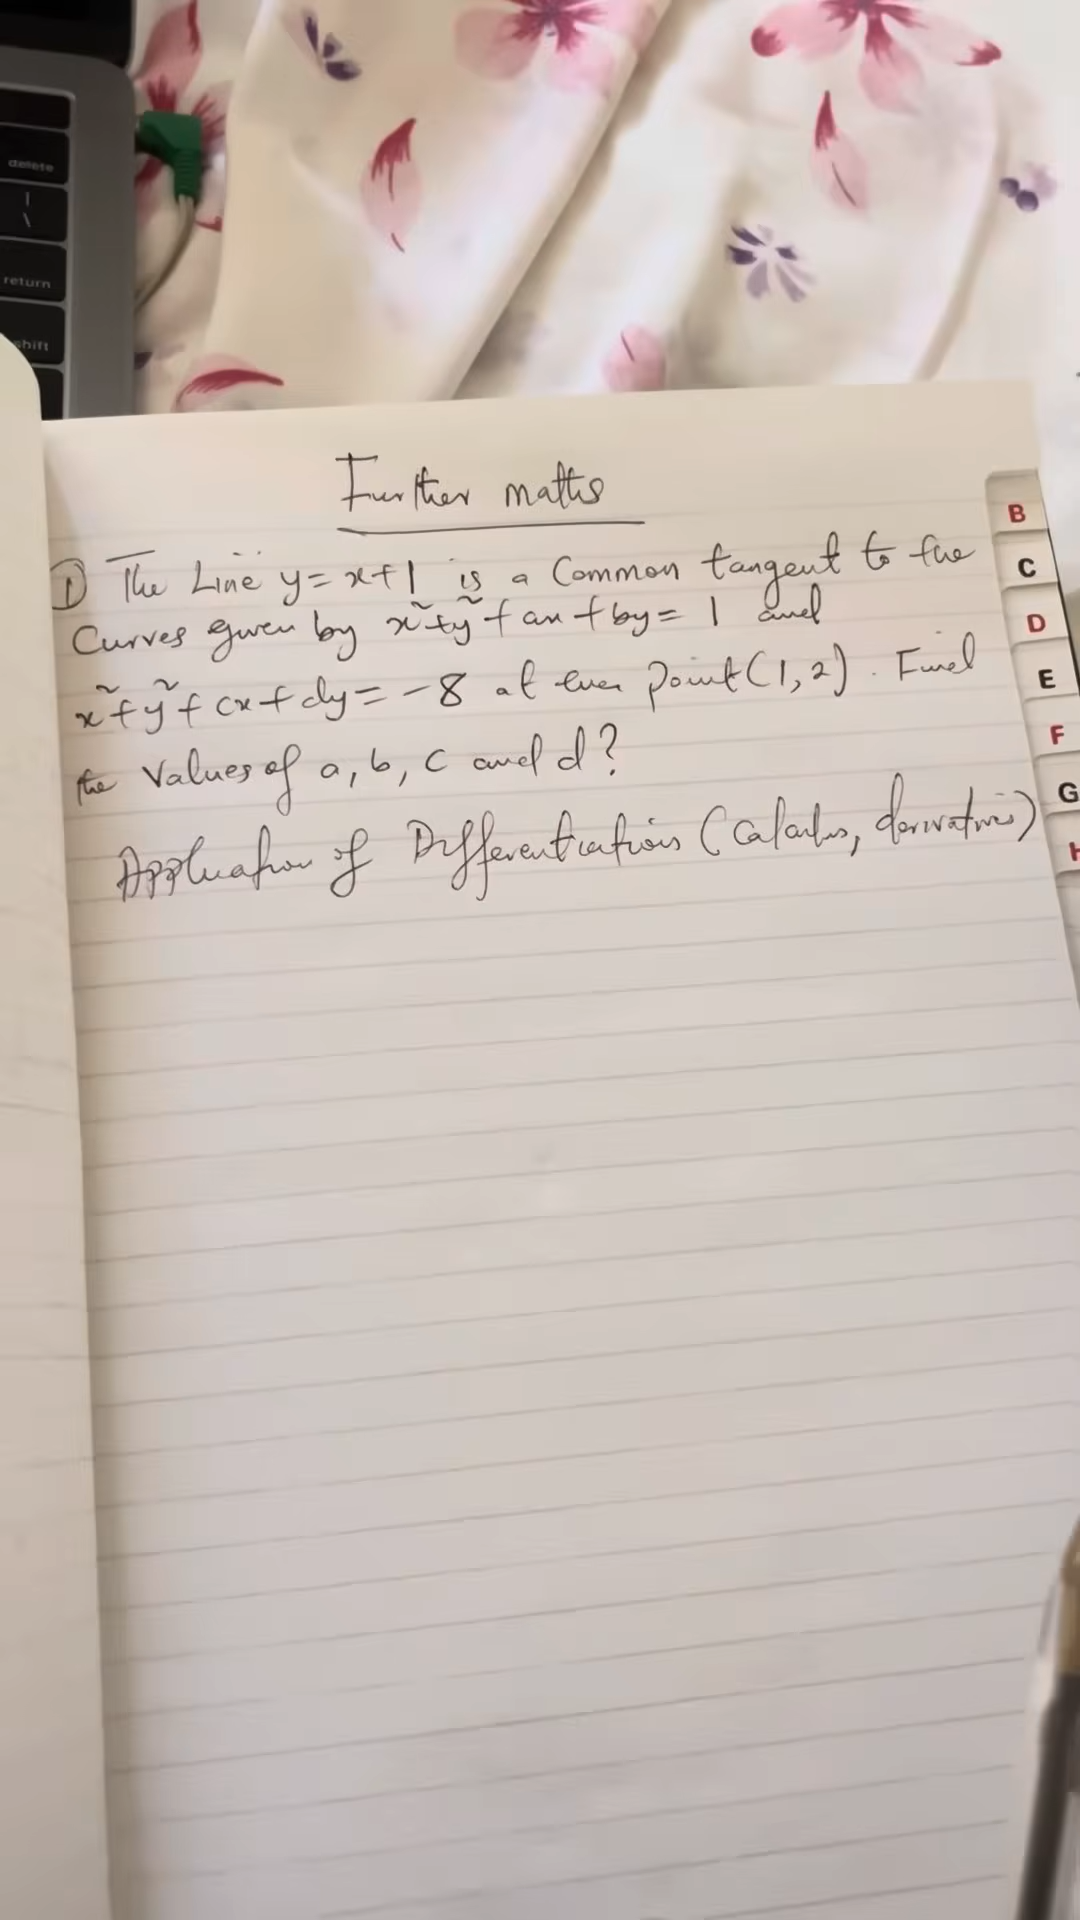 delete
|
\
return
shift
Further maths
① The Line y = x+1 is a Common tangent to the
Curves given by x²+y²+ax+by= 1 and
x²+y²+cx+dy= -8 at point (1,2). Find
the Values of a, b, c and d?
Application of Differentiations (Calculus, derivatives)
B
C
D
E
F
G
H